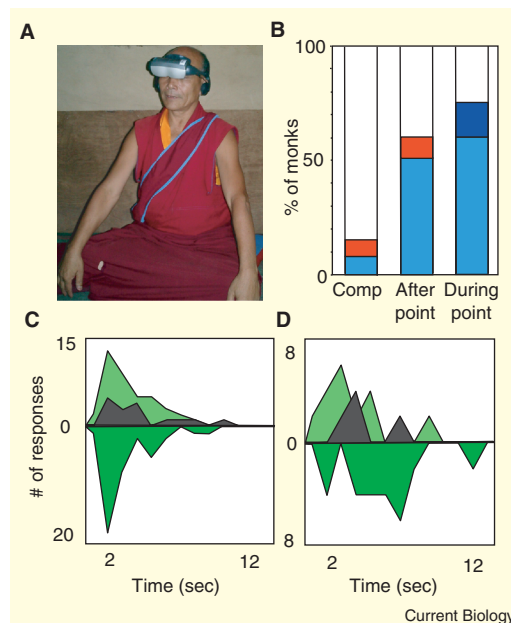 A
B
100
50
0
% of monks
Comp
After
point
During
point
C
15
0
20
# of responses
2
12
Time (sec)
D
8
0
8
2
12
Time (sec)
Current Biology